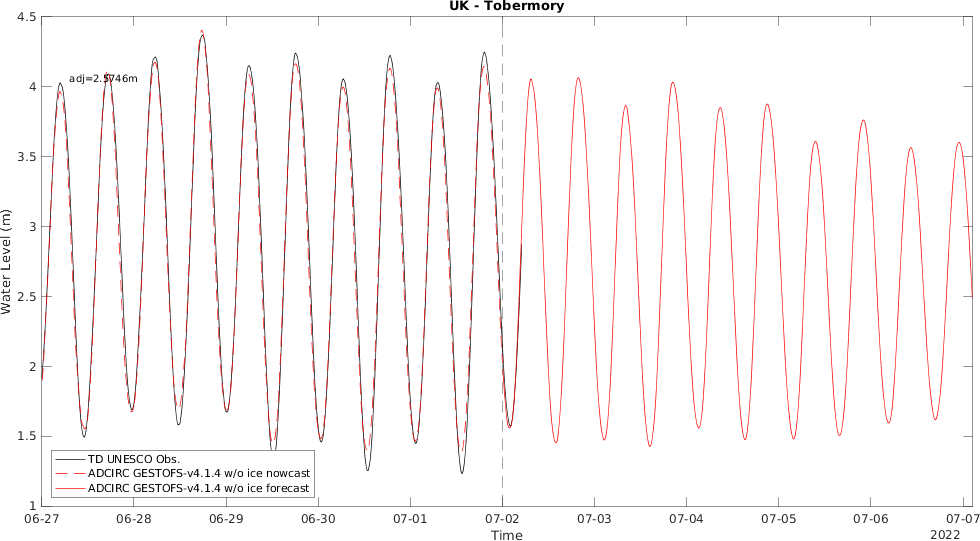 UK - Tobermory
4.5
4
3.5
3
2.5
2
1.5
1
Water Level (m)
adj=2.5746m
TD UNESCO Obs.
ADCIRC GESTOFS-v4.1.4 w/o ice nowcast
ADCIRC GESTOFS-v4.1.4 w/o ice forecast
06-27 06-28 06-29 06-30 07-01 07-02 07-03 07-04 07-05 07-06 07-07
Time
2022